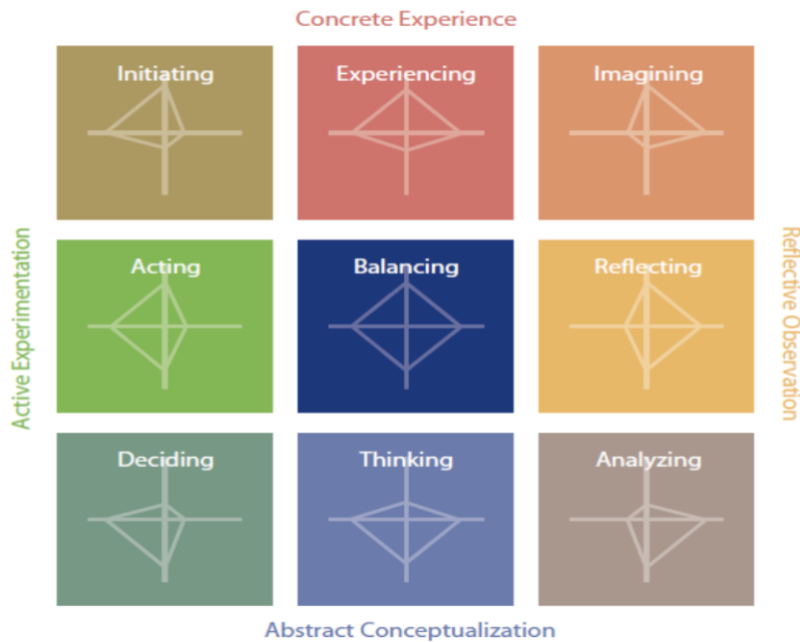 Concrete Experience
Initiating
Experiencing
Imagining
Active Experimentation
Acting
Balancing
Reflecting
Reflective Observation
Deciding
Thinking
Analyzing
Abstract Conceptualization